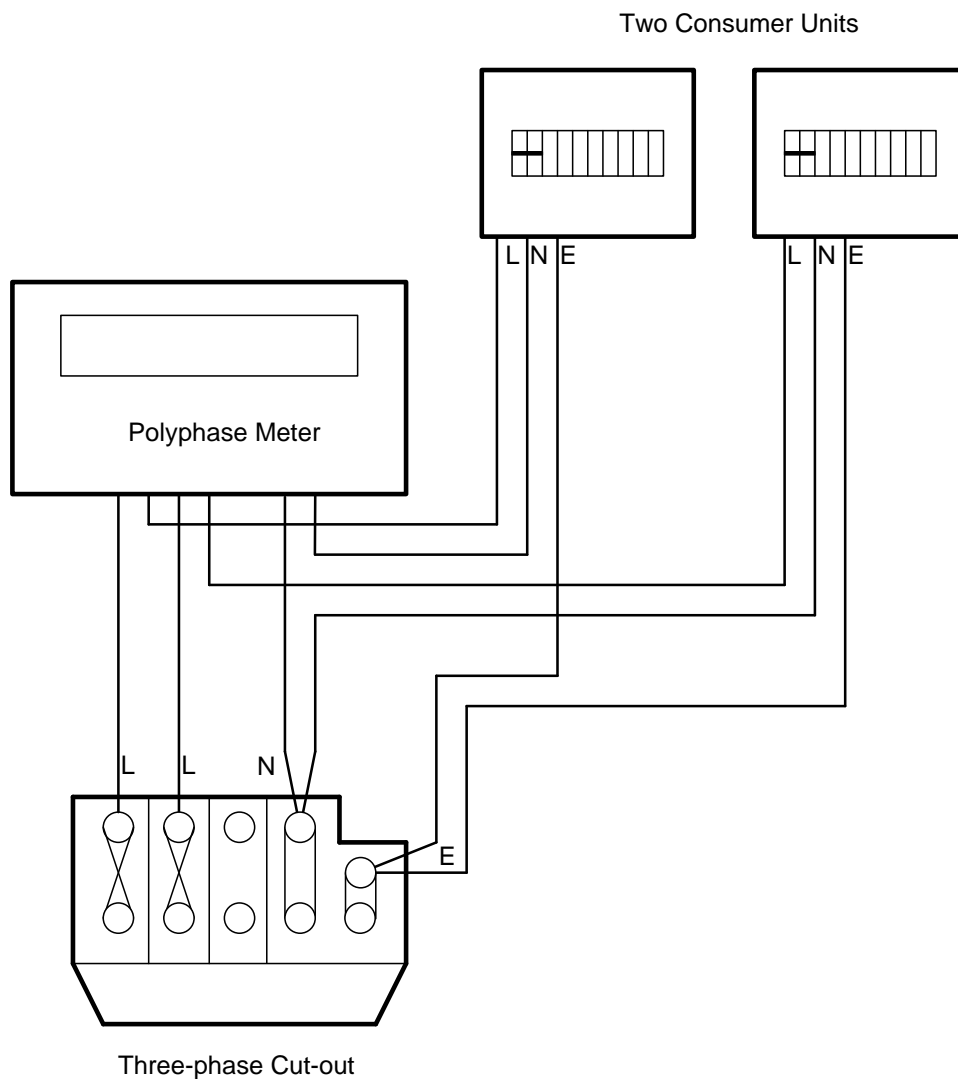 Two Consumer Units
L N E
L N E
Polyphase Meter
L
L
N
E
Three-phase Cut-out